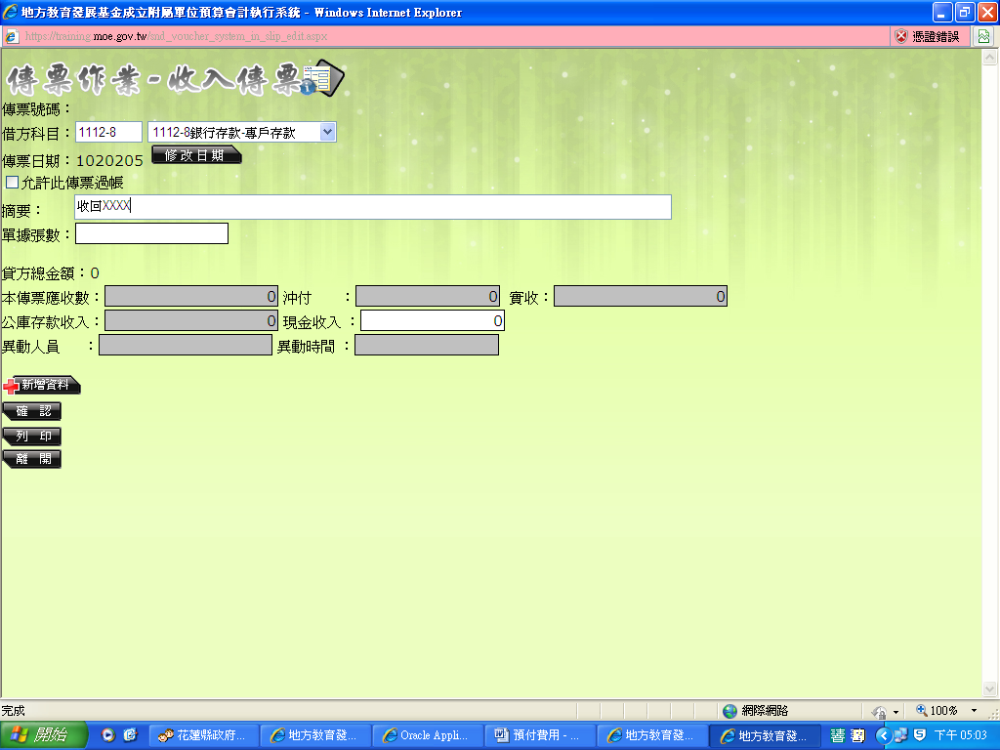 地方教育發展基金成立附屬單位預算會計執行系統 - Windows Internet Explorer
https://training.moe.gov.tw/snd_voucher_system_in_slip_edit.aspx 憑證錯誤
傳票作業-收入傳票
傳票號碼：
借方科目： 1112-8 1112-8銀行存款-專戶存款
傳票日期：1020205 修改日期
允許此傳票過帳
摘要： 收回XXXX
單據張數：
貸方總金額：0
本傳票應收數： 0 沖付 ： 0 實收： 0
公庫存款收入： 0 現金收入 ： 0
異動人員 ： 異動時間 ：
新增資料
確 認
列 印
離 開
完成 網際網路 100%
開始 花蓮縣政府... 地方教育發... Oracle Appli... 預付費用 - ... 地方教育發... 地方教育發... 下午 05:03